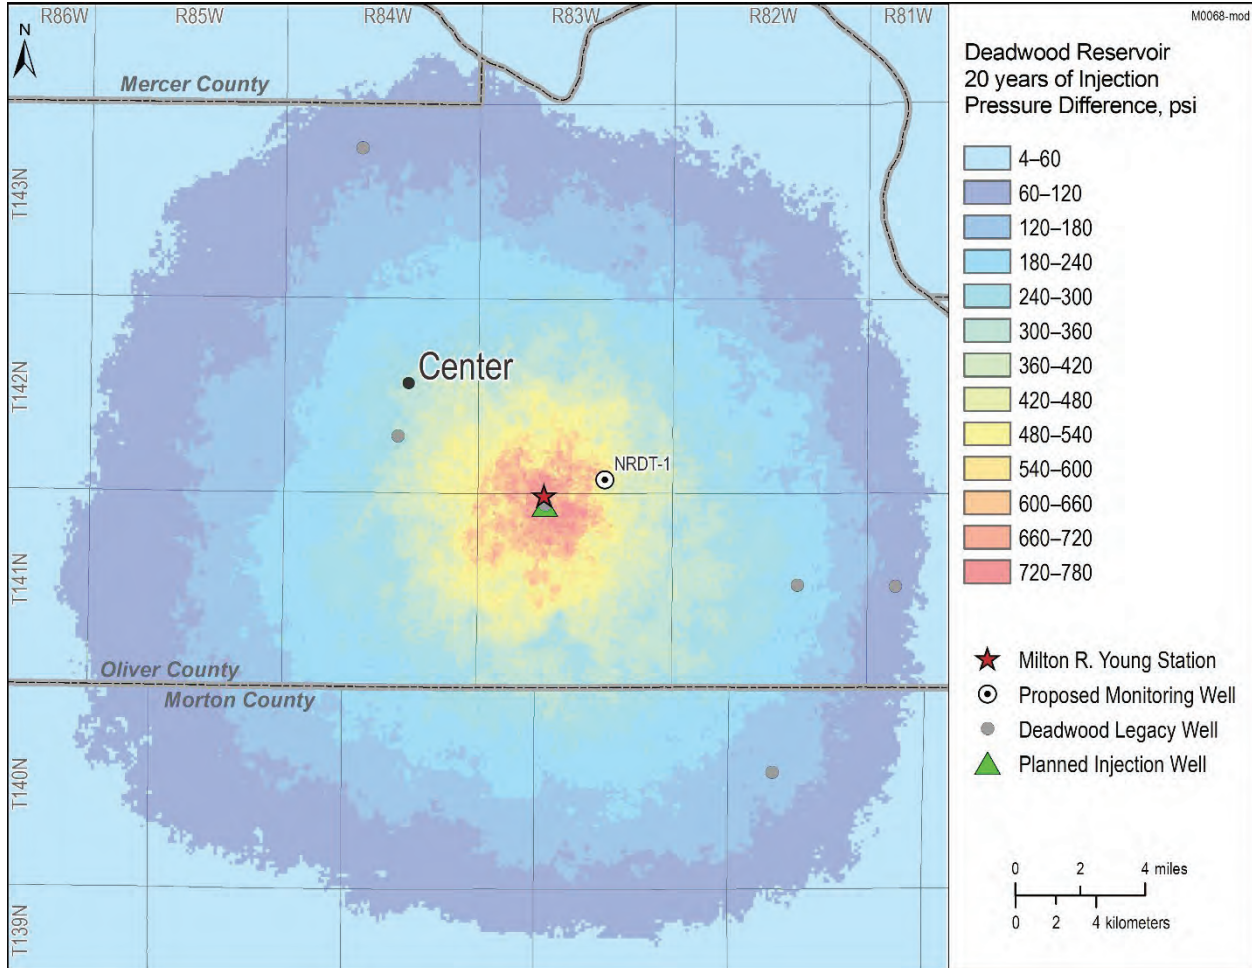 R86W R85W R84W R83W R82W R81W
M0068-mod
N
Mercer County
T143N
T142N
Center
NRDT-1
T141N
Oliver County
Morton County
T140N
T139N
Deadwood Reservoir
20 years of Injection
Pressure Difference, psi
4–60
60–120
120–180
180–240
240–300
300–360
360–420
420–480
480–540
540–600
600–660
660–720
720–780
Milton R. Young Station
Proposed Monitoring Well
Deadwood Legacy Well
Planned Injection Well
0 2 4 miles
0 2 4 kilometers